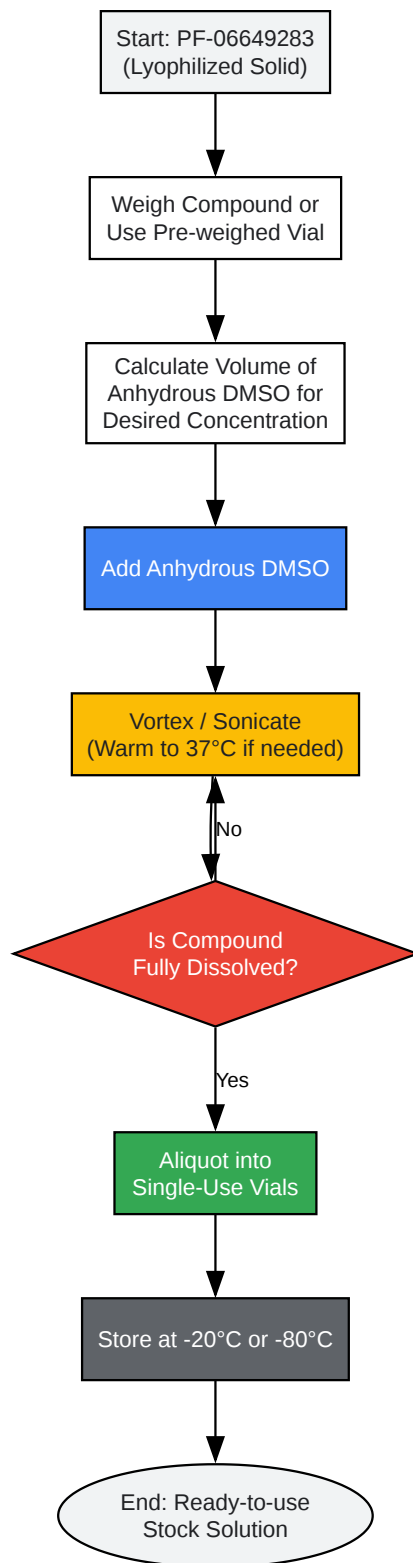 Start: PF-06649283
(Lyophilized Solid)
Weigh Compound or
Use Pre-weighed Vial
Calculate Volume of
Anhydrous DMSO for
Desired Concentration
Add Anhydrous DMSO
Vortex / Sonicate
(Warm to 37°C if needed)
No
Is Compound
Fully Dissolved?
Yes
Aliquot into
Single-Use Vials
Store at -20°C or -80°C
End: Ready-to-use
Stock Solution